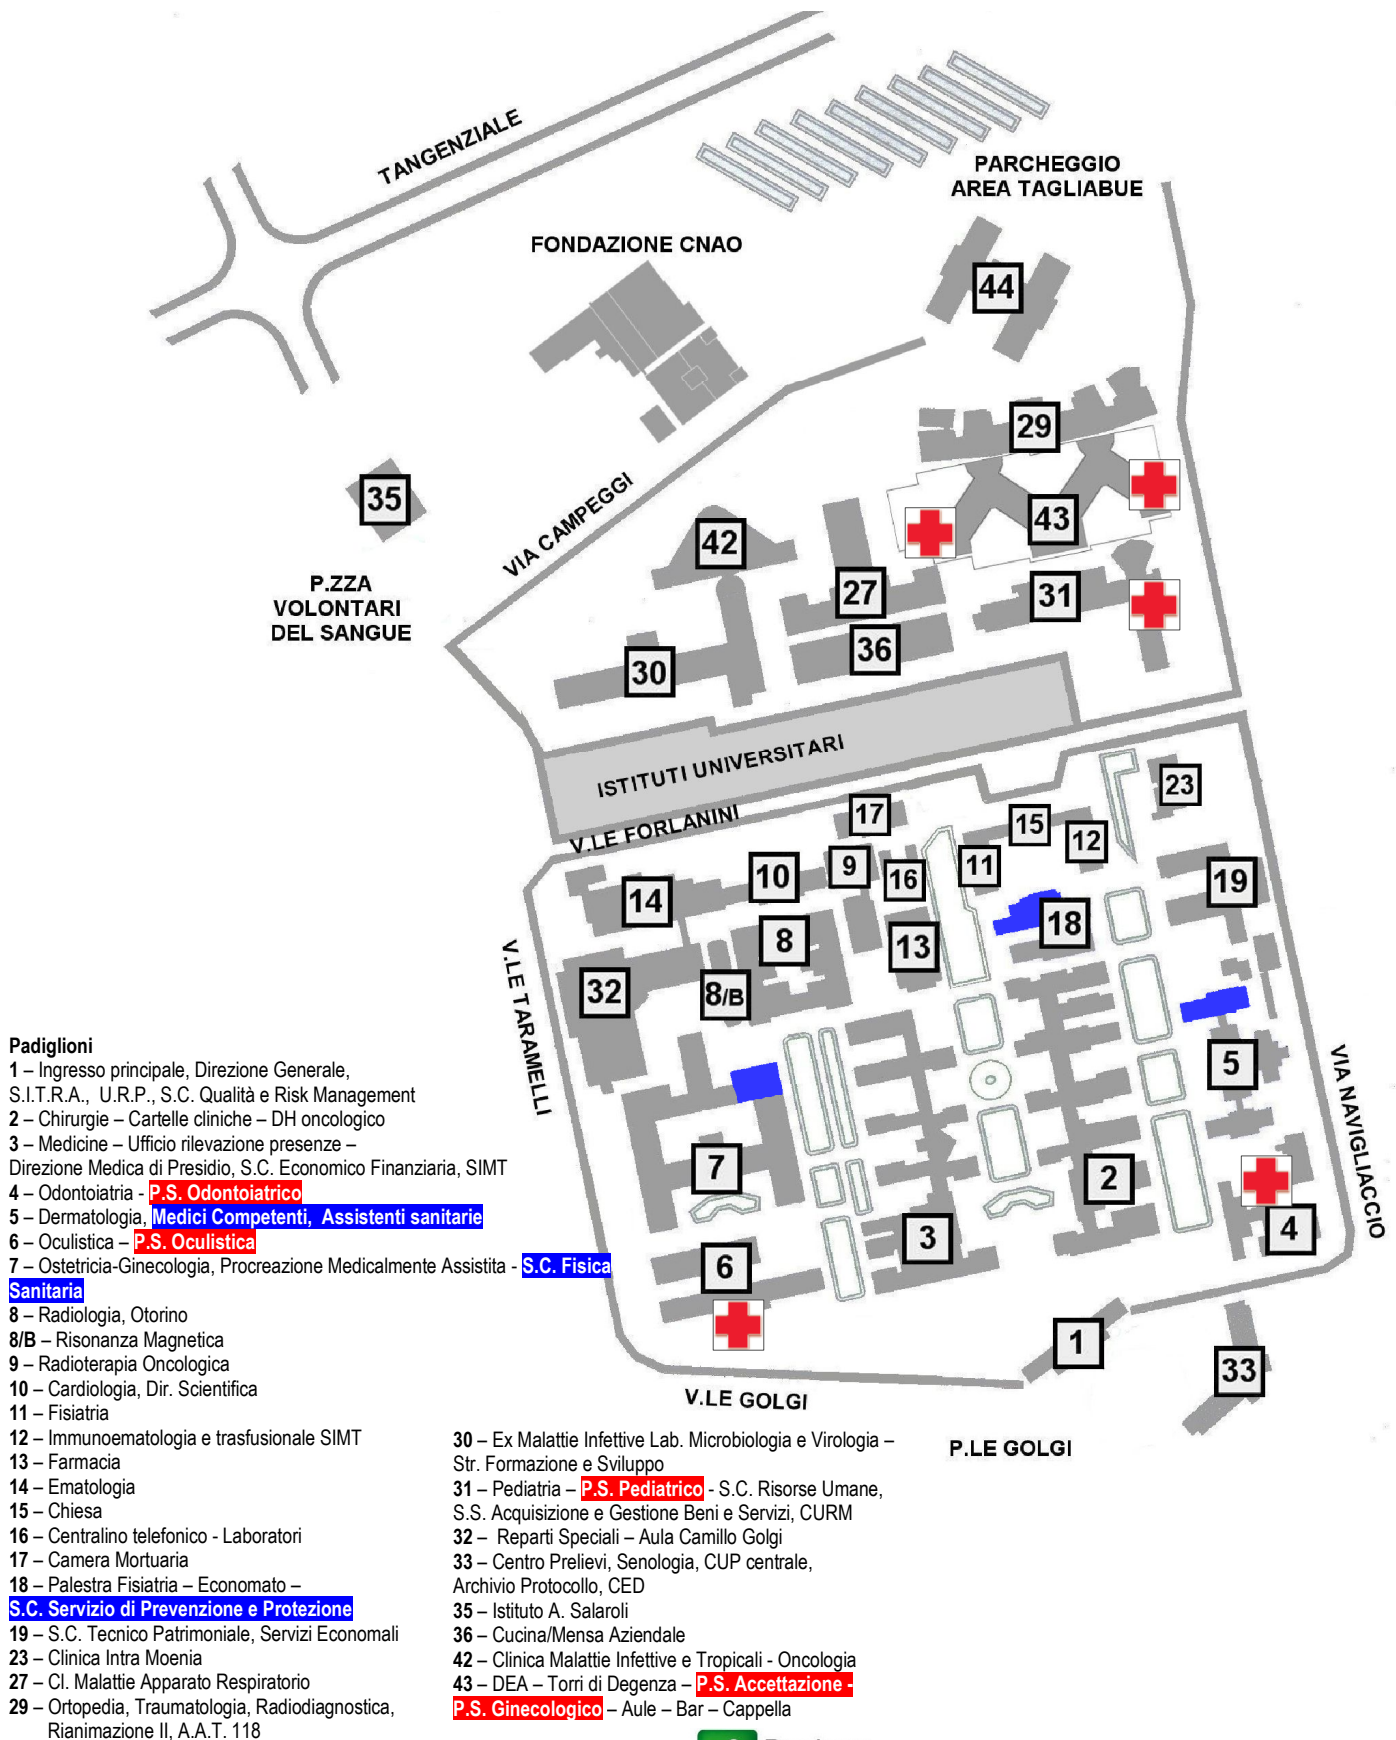 TANGENZIALE
PARCHEGGIO
AREA TAGLIABUE
FONDAZIONE CNAO
44
29
35
VIA CAMPEGGI
43
42
P.ZZA
VOLONTARI
DEL SANGUE
27
31
36
30
ISTITUTI UNIVERSITARI
23
V.LE FORLANINI
17
15
12
9
11
10
16
19
14
18
8
13
V.LE TARAMELLI
32
8/B
5
VIA NAVIGLIACCIO
7
2
4
3
6
1
33
V.LE GOLGI
P.LE GOLGI
Padiglioni
1 – Ingresso principale, Direzione Generale,
S.I.T.R.A., U.R.P., S.C. Qualità e Risk Management
2 – Chirurgie – Cartelle cliniche – DH oncologico
3 – Medicine – Ufficio rilevazione presenze –
Direzione Medica di Presidio, S.C. Economico Finanziaria, SIMT
4 – Odontoiatria - P.S. Odontoiatrico
5 – Dermatologia, Medici Competenti, Assistenti sanitarie
6 – Oculistica – P.S. Oculistica
7 – Ostetricia-Ginecologia, Procreazione Medicalmente Assistita - S.C. Fisica
Sanitaria
8 – Radiologia, Otorino
8/B – Risonanza Magnetica
9 – Radioterapia Oncologica
10 – Cardiologia, Dir. Scientifica
11 – Fisiatria
12 – Immunoematologia e trasfusionale SIMT
13 – Farmacia
14 – Ematologia
15 – Chiesa
16 – Centralino telefonico - Laboratori
17 – Camera Mortuaria
18 – Palestra Fisiatria – Economato –
S.C. Servizio di Prevenzione e Protezione
19 – S.C. Tecnico Patrimoniale, Servizi Economali
23 – Clinica Intra Moenia
27 – Cl. Malattie Apparato Respiratorio
29 – Ortopedia, Traumatologia, Radiodiagnostica,
Rianimazione II, A.A.T. 118
30 – Ex Malattie Infettive Lab. Microbiologia e Virologia –
Str. Formazione e Sviluppo
31 – Pediatria – P.S. Pediatrico - S.C. Risorse Umane,
S.S. Acquisizione e Gestione Beni e Servizi, CURM
32 – Reparti Speciali – Aula Camillo Golgi
33 – Centro Prelievi, Senologia, CUP centrale,
Archivio Protocollo, CED
35 – Istituto A. Salaroli
36 – Cucina/Mensa Aziendale
42 – Clinica Malattie Infettive e Tropicali - Oncologia
43 – DEA – Torri di Degenza – P.S. Accettazione -
P.S. Ginecologico – Aule – Bar – Cappella